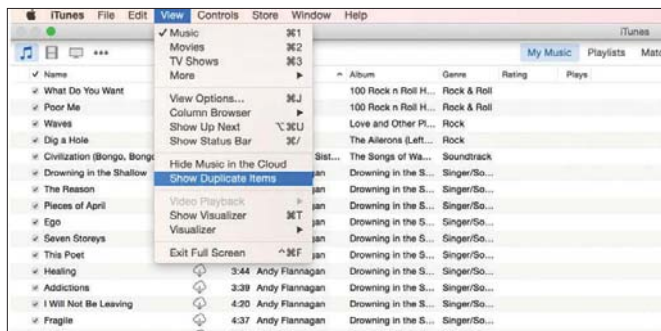 iTunes File Edit View Controls Store Window Help
iTunes
My Music Playlists Matc
✓ Music ⌘1
Movies ⌘2
TV Shows ⌘3
More
View Options... ⌘J
Column Browser
Show Up Next ⌥⌘U
Show Status Bar ⌘/
Hide Music in the Cloud
Show Duplicate Items
Video Playback
Show Visualizer ⌘T
Visualizer
Exit Full Screen ^⌘F
✓ Name Album Genre Rating Plays
What Do You Want 100 Rock n Roll H... Rock & Roll
Poor Me 100 Rock n Roll H... Rock & Roll
Waves Love and Other Pl... Rock
Dig a Hole The Ailerons (Left... Rock
Civilization (Bongo, Bongo Sist... The Songs of Wa... Soundtrack
Drowning in the Shallow gan Drowning in the S... Singer/So...
The Reason gan Drowning in the S... Singer/So...
Pieces of April gan Drowning in the S... Singer/So...
Ego gan Drowning in the S... Singer/So...
Seven Storeys gan Drowning in the S... Singer/So...
This Poet gan Drowning in the S... Singer/So...
Healing 3:44 Andy Flannagan Drowning in the S... Singer/So...
Addictions 3:39 Andy Flannagan Drowning in the S... Singer/So...
I Will Not Be Leaving 4:20 Andy Flannagan Drowning in the S... Singer/So...
Fragile 4:37 Andy Flannagan Drowning in the S... Singer/So...